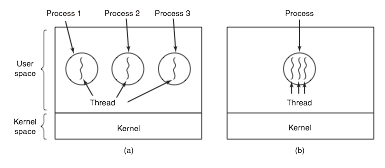 Process 1 Process 2 Process 3 Process
User
space
Thread Thread
Kernel
space
Kernel Kernel
(a) (b)